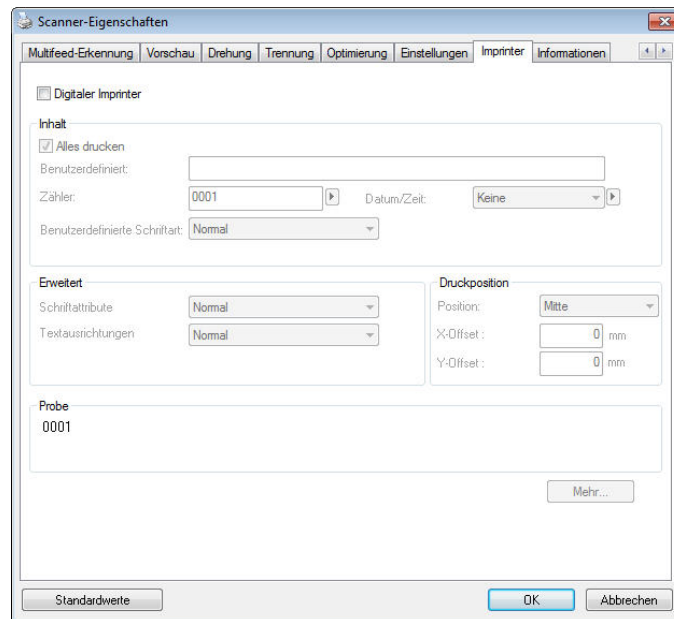 Scanner-Eigenschaften
Multifeed-Erkennung Vorschau Drehung Trennung Optimierung Einstellungen Imprinter Informationen
Digitaler Imprinter
Inhalt
Alles drucken
Benutzerdefiniert:
Zähler: 0001 Datum/Zeit: Keine
Benutzerdefinierte Schriftart: Normal
Erweitert Druckposition
Schriftattribute Normal Position: Mitte
Textausrichtungen Normal X-Offset : 0 mm
Y-Offset : 0 mm
Probe
0001
Mehr...
Standardwerte OK Abbrechen